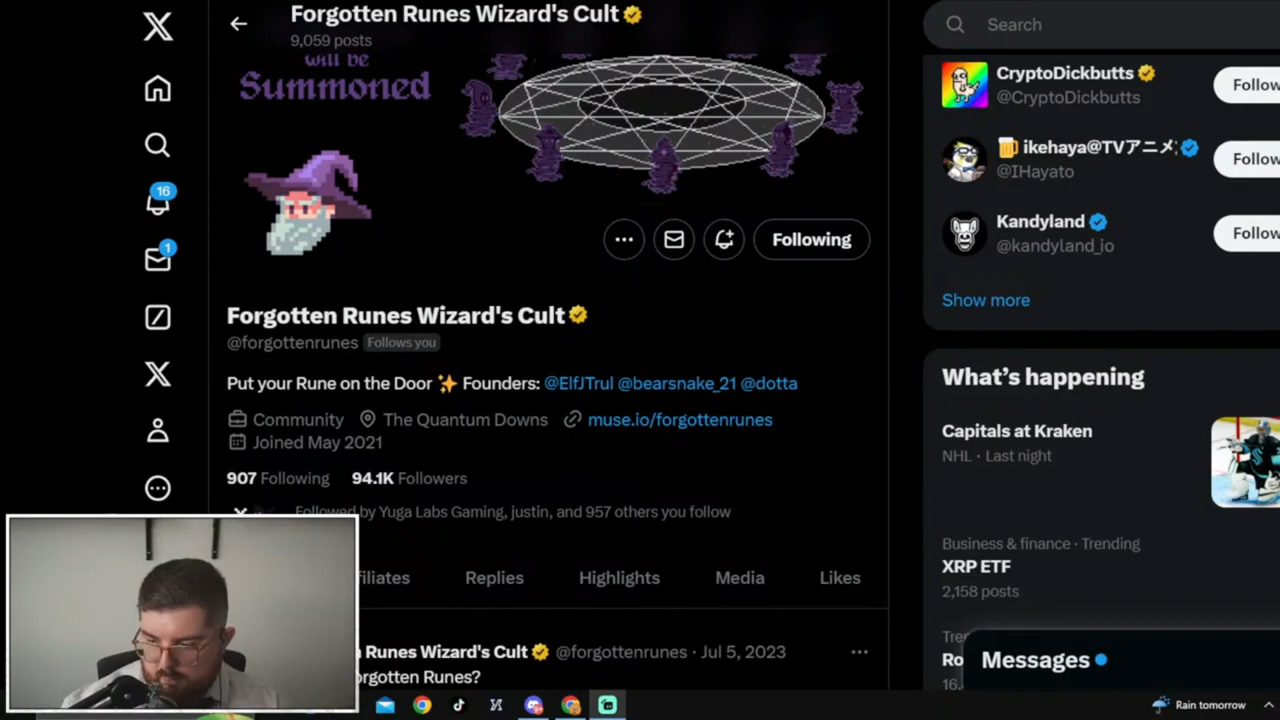 Forgotten Runes Wizard's Cult
9,059 posts
will be
Summoned
Following
Forgotten Runes Wizard's Cult
@forgottenrunes Follows you
Put your Rune on the Door ✨ Founders: @ElfJTrul @bearsnake_21 @dotta
Community The Quantum Downs muse.io/forgottenrunes
Joined May 2021
907 Following 94.1K Followers
Followed by Yuga Labs Gaming, justin, and 957 others you follow
filiates Replies Highlights Media Likes
Runes Wizard's Cult @forgottenrunes · Jul 5, 2023
orgotten Runes?
16
1
Search
CryptoDickbutts
@CryptoDickbutts
Follow
🍺 ikehaya@TVアニメ
@IHayato
Follow
Kandyland
@kandyland_io
Follow
Show more
What's happening
Capitals at Kraken
NHL · Last night
Business & finance · Trending
XRP ETF
2,158 posts
Tre
Ro
16.
Messages
Rain tomorrow